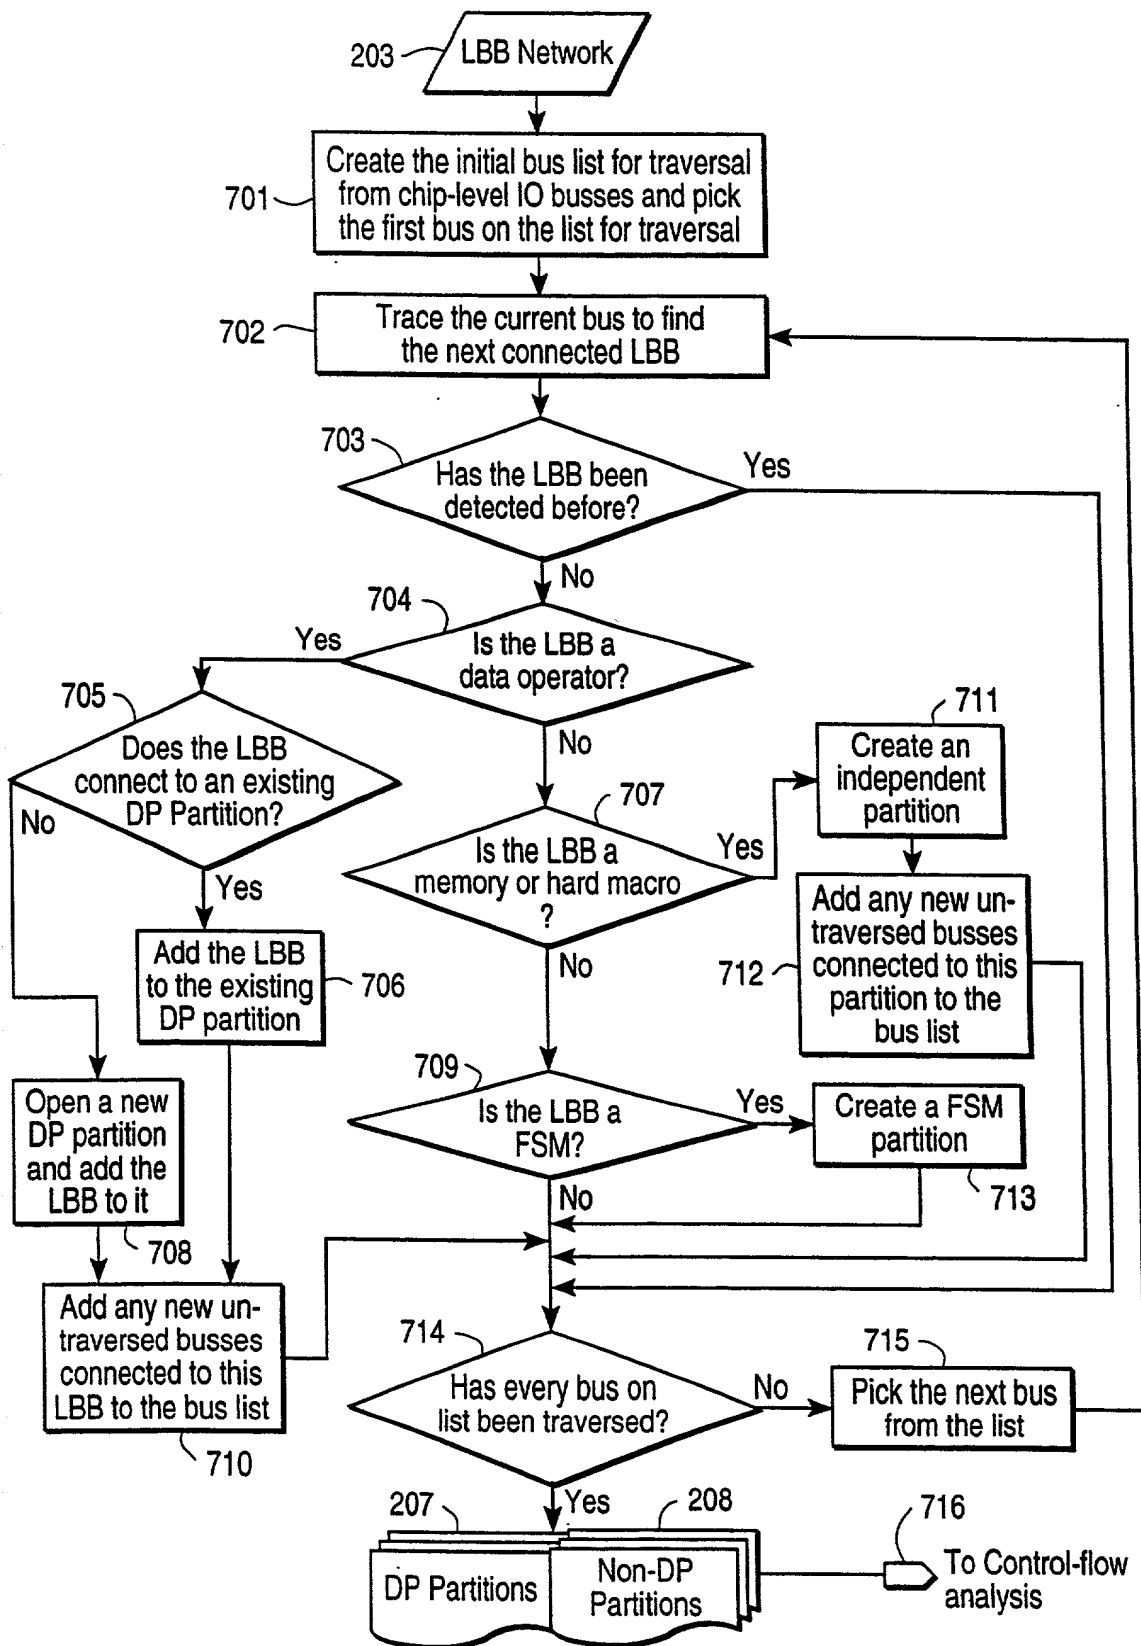 203
LBB Network
701
Create the initial bus list for traversal
from chip-level IO busses and pick
the first bus on the list for traversal
702
Trace the current bus to find
the next connected LBB
703
Has the LBB been
detected before?
Yes
No
704
Is the LBB a
data operator?
Yes
No
705
Does the LBB
connect to an existing
DP Partition?
No
Yes
707
Is the LBB a
memory or hard macro
?
Yes
No
711
Create an
independent
partition
712
Add any new un-
traversed busses
connected to this
partition to the
bus list
Add the LBB
to the existing
DP partition
706
709
Is the LBB a
FSM?
Yes
No
Create a FSM
partition
713
Open a new
DP partition
and add the
LBB to it
708
Add any new un-
traversed busses
connected to this
LBB to the bus list
710
714
Has every bus on
list been traversed?
No
Yes
715
Pick the next bus
from the list
207
DP Partitions
208
Non-DP
Partitions
716
To Control-flow
analysis